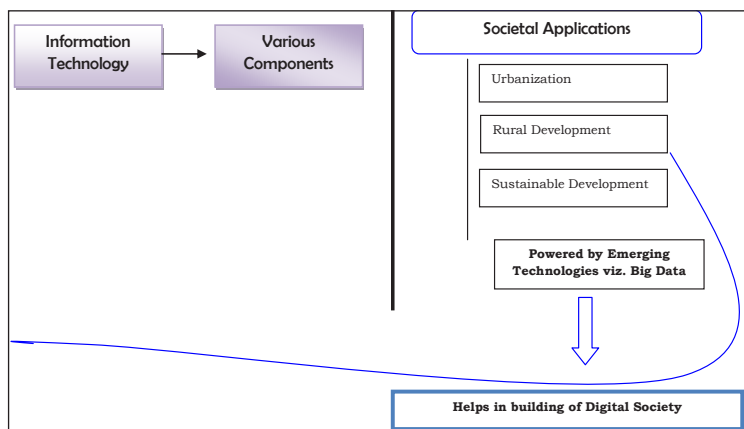 Information
Technology
Various
Components
Societal Applications
Urbanization
Rural Development
Sustainable Development
Powered by Emerging
Technologies viz. Big Data
Helps in building of Digital Society